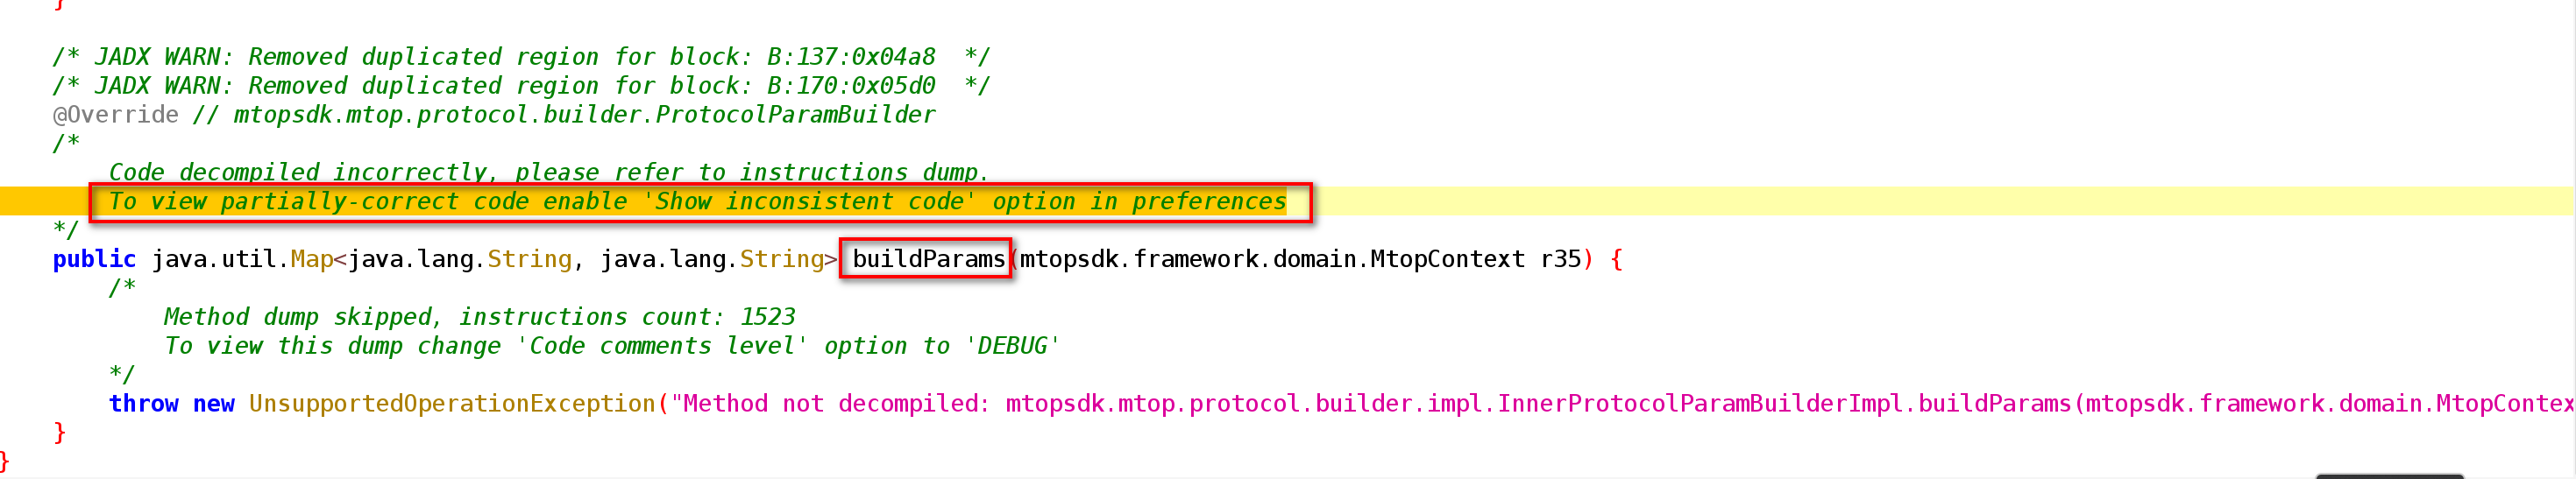 }
/* JADX WARN: Removed duplicated region for block: B:137:0x04a8  */
/* JADX WARN: Removed duplicated region for block: B:170:0x05d0  */
@Override // mtopsdk.mtop.protocol.builder.ProtocolParamBuilder
/*
Code decompiled incorrectly, please refer to instructions dump.
To view partially-correct code enable 'Show inconsistent code' option in preferences
*/
public java.util.Map<java.lang.String, java.lang.String> buildParams(mtopsdk.framework.domain.MtopContext r35) {
/*
Method dump skipped, instructions count: 1523
To view this dump change 'Code comments level' option to 'DEBUG'
*/
throw new UnsupportedOperationException("Method not decompiled: mtopsdk.mtop.protocol.builder.impl.InnerProtocolParamBuilderImpl.buildParams(mtopsdk.framework.domain.MtopContex
}
}